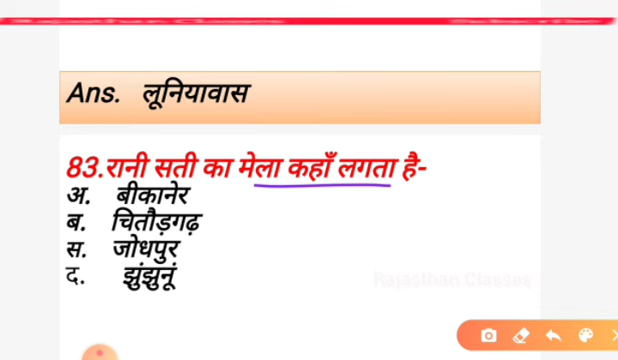 Ans. लूनियावास
83.रानी सती का मेला कहाँ लगता है-
अ. बीकानेर
ब. चितौड़गढ़
स. जोधपुर
द. झुंझुनूं
Rajasthan Classes